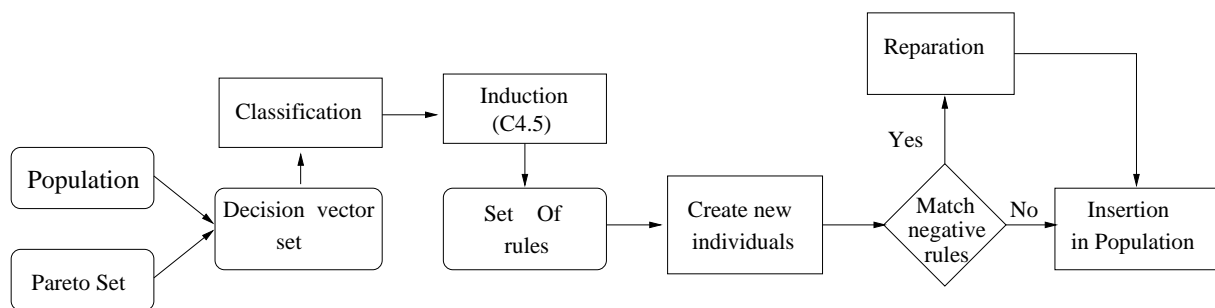 Population
Pareto Set
Decision vector
set
Classification
Induction
(C4.5)
Set Of
rules
Create new
individuals
Match
negative
rules
Yes
No
Reparation
Insertion
in Population